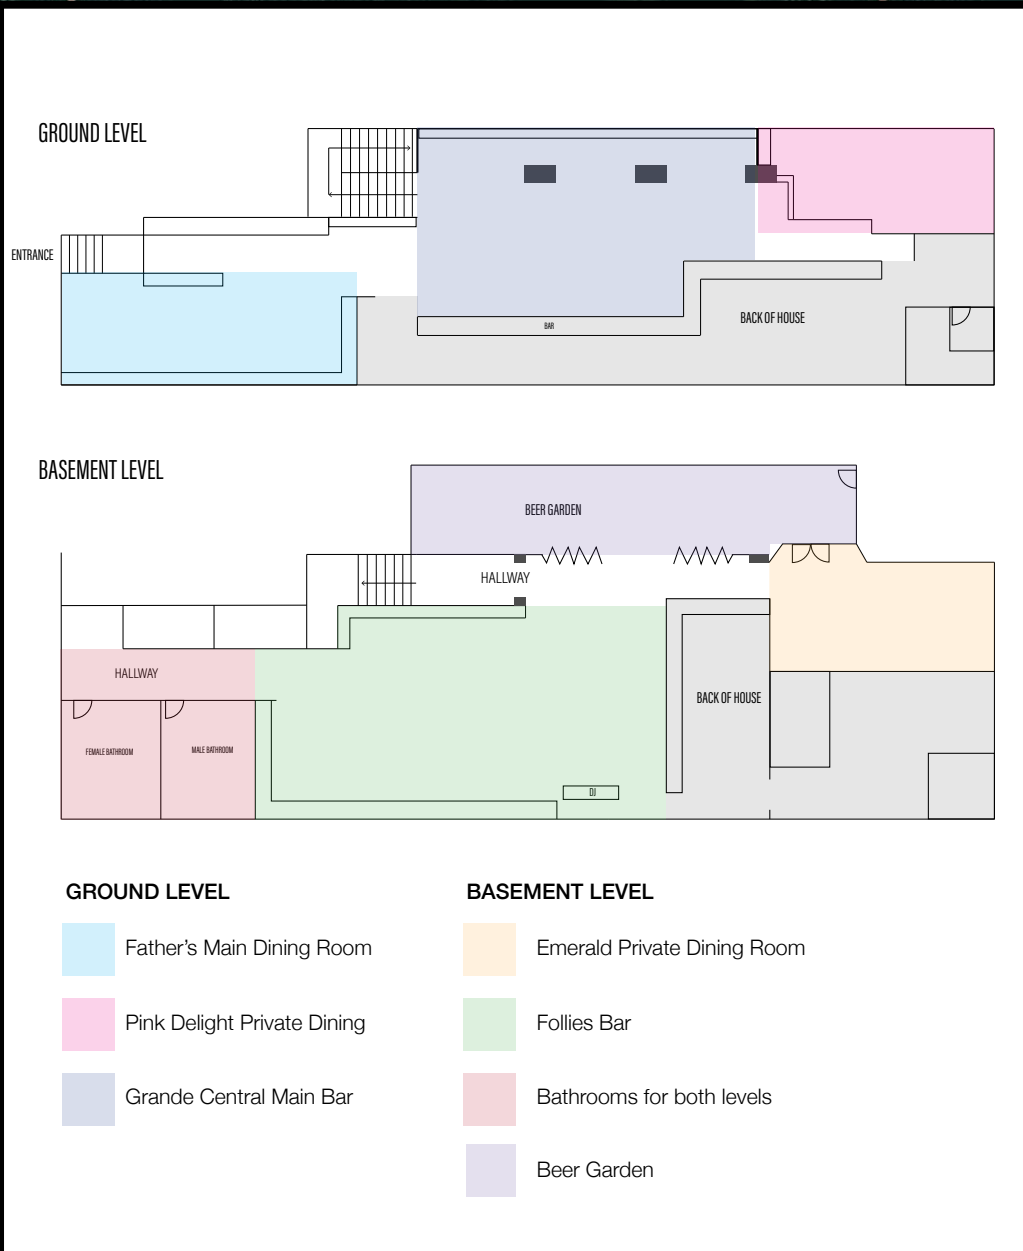 GROUND LEVEL
ENTRANCE
BAR
BACK OF HOUSE
BASEMENT LEVEL
BEER GARDEN
HALLWAY
HALLWAY
BACK OF HOUSE
FEMALE BATHROOM
MALE BATHROOM
DJ
GROUND LEVEL
Father’s Main Dining Room
Pink Delight Private Dining
Grande Central Main Bar
BASEMENT LEVEL
Emerald Private Dining Room
Follies Bar
Bathrooms for both levels
Beer Garden